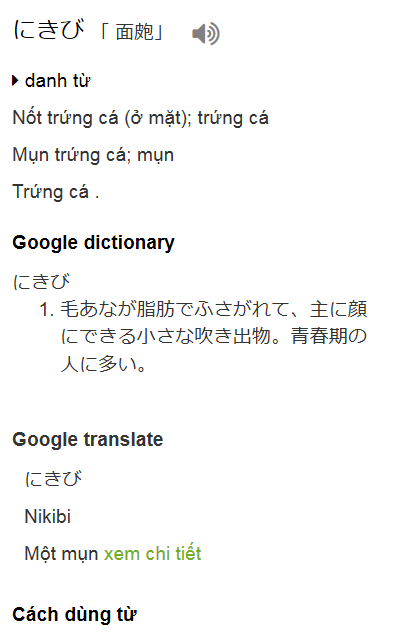 にきび 「 面皰」
danh từ
Nốt trứng cá (ở mặt); trứng cá
Mụn trứng cá; mụn
Trứng cá .
Google dictionary
にきび
1. 毛あなが脂肪でふさがれて、主に顔
にできる小さな吹き出物。青春期の
人に多い。
Google translate
にきび
Nikibi
Một mụn xem chi tiết
Cách dùng từ